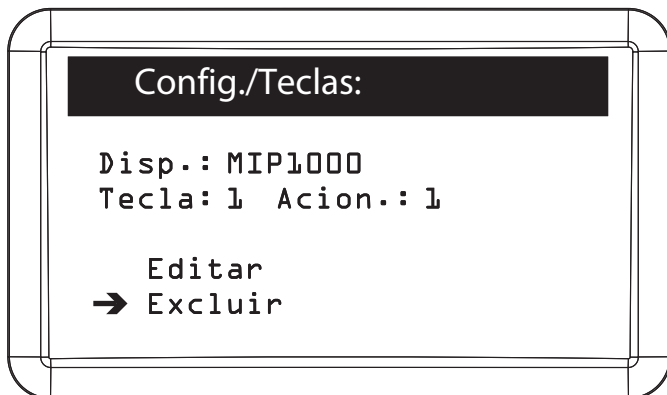 Config./Teclas:
Disp.: MIP1000
Tecla: 1 Acion.: 1
Editar
➔ Excluir